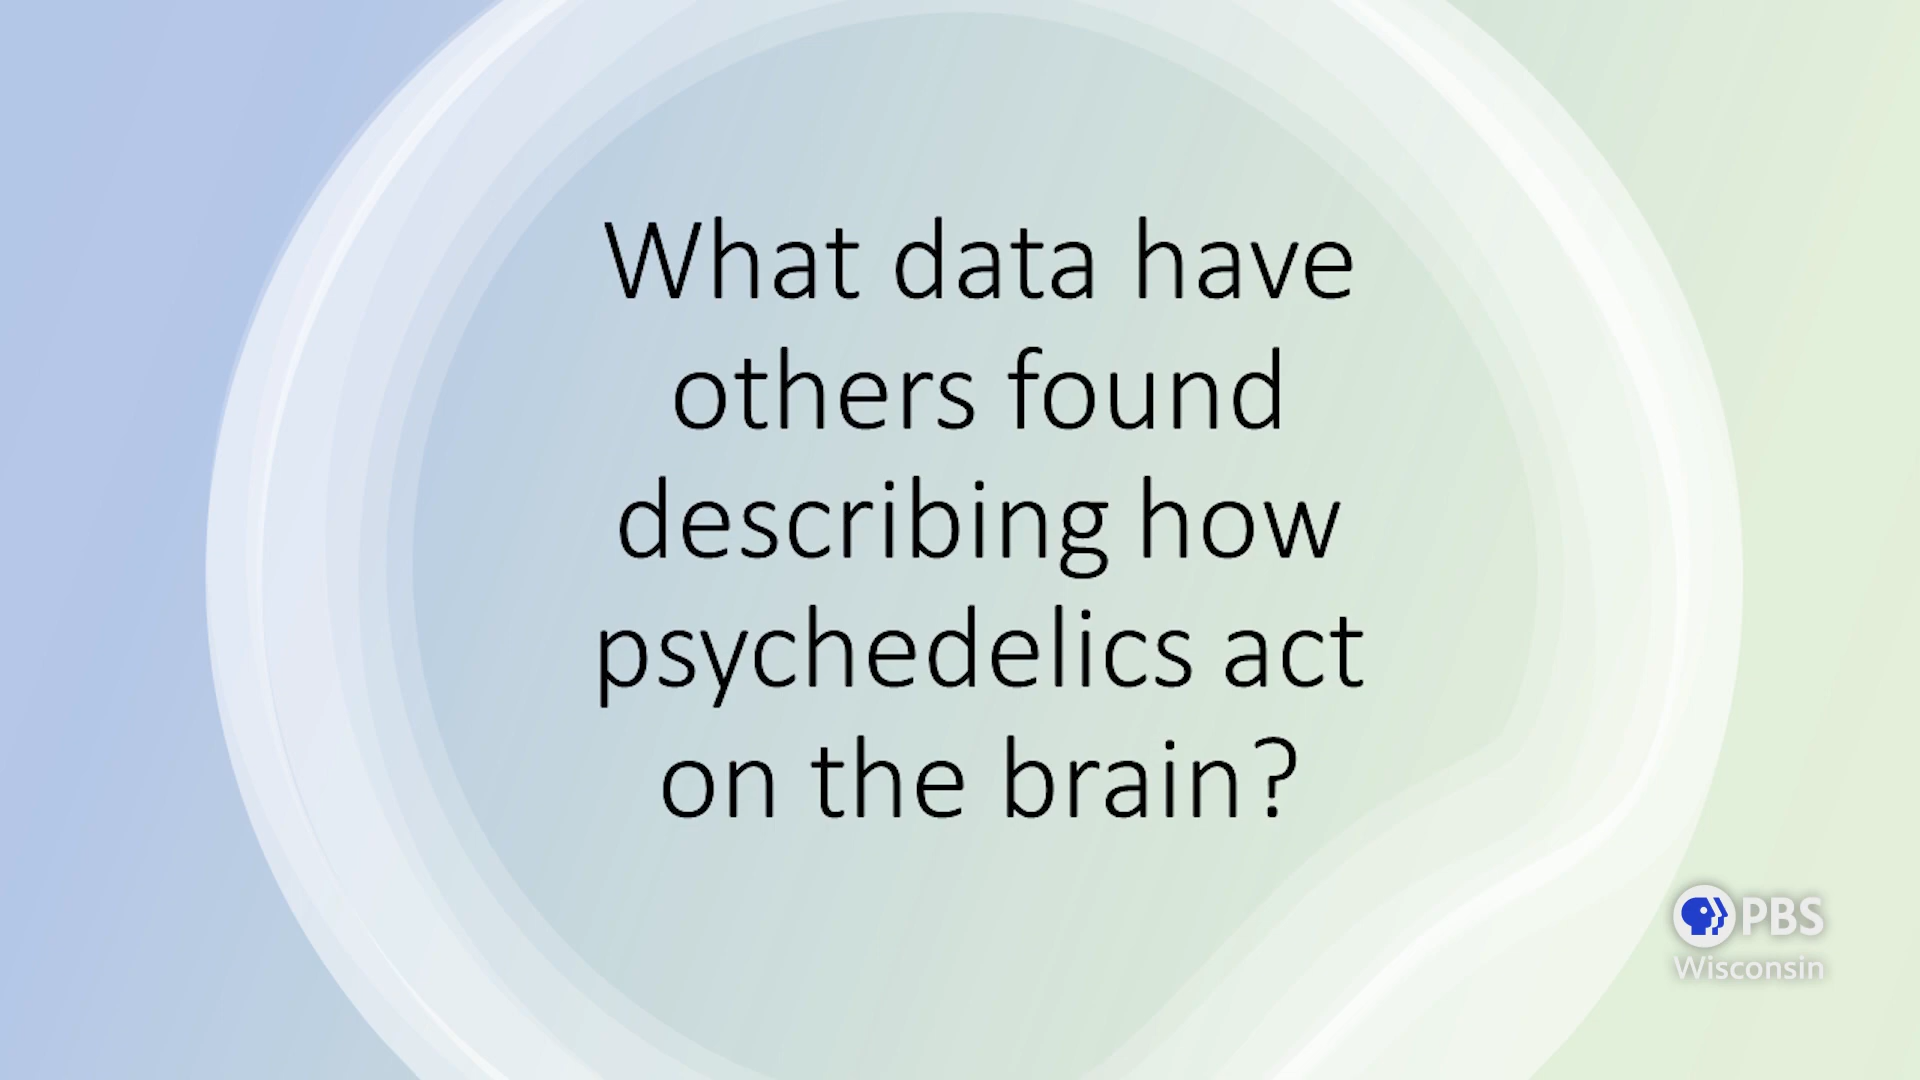 What data have
others found
describing how
psychedelics act
on the brain?
PBS
Wisconsin